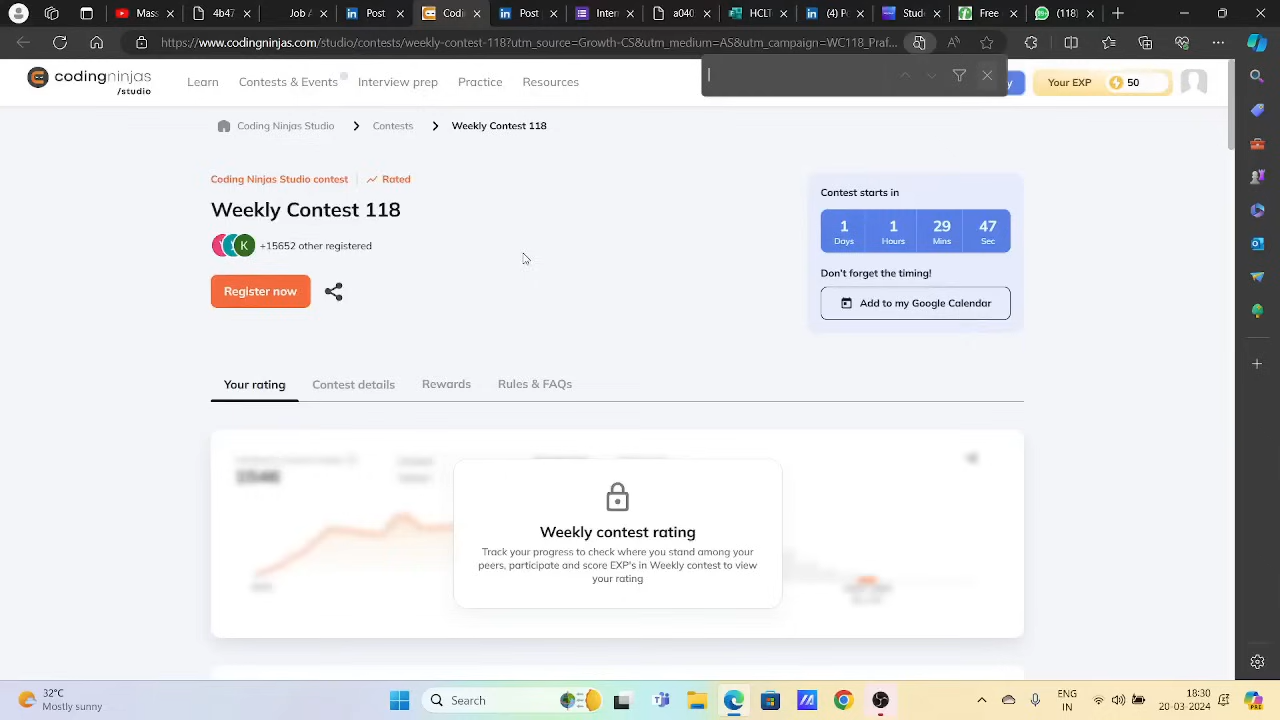 Mas
4b47
Job /
Post
Codi
Post
Inter
a040
HCLT
(4) P
Stud
Free
(118)
https://www.codingninjas.com/studio/contests/weekly-contest-118?utm_source=Growth-CS&utm_medium=AS&utm_campaign=WC118_Praf...
codingninjas
/studio
Learn
Contests & Events
Interview prep
Practice
Resources
y
Your EXP
50
Coding Ninjas Studio
Contests
Weekly Contest 118
Coding Ninjas Studio contest
Rated
Weekly Contest 118
K +15652 other registered
Register now
Contest starts in
1 1 29 47
Days Hours Mins Sec
Don't forget the timing!
Add to my Google Calendar
Your rating
Contest details
Rewards
Rules & FAQs
Weekly contest rating
Track your progress to check where you stand among your
peers, participate and score EXP's in Weekly contest to view
your rating
32°C
Mostly sunny
Search
ENG
IN
18:30
20-03-2024